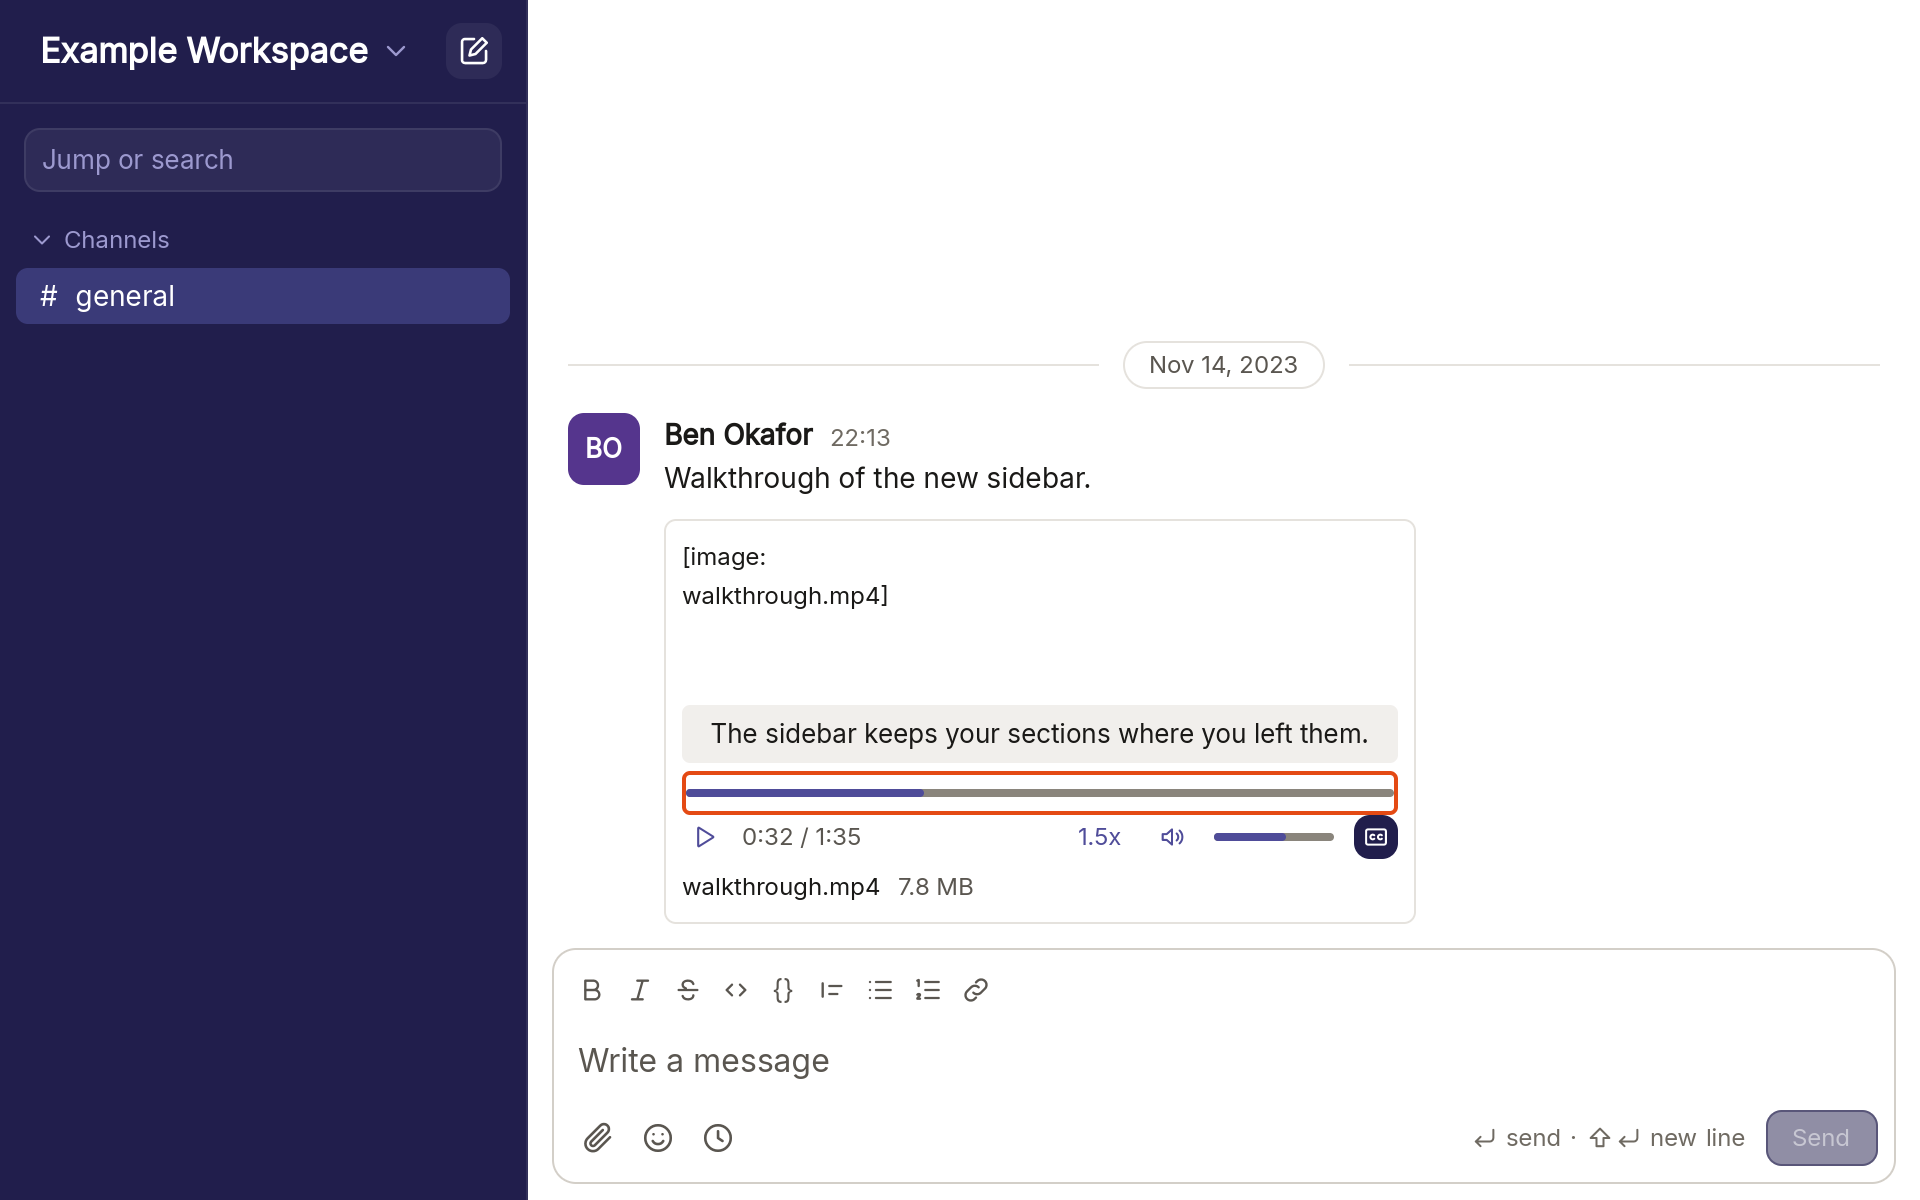 Example Workspace
Jump or search
Channels
# general
Nov 14, 2023
BO
Ben Okafor 22:13
Walkthrough of the new sidebar.
[image:
walkthrough.mp4]
The sidebar keeps your sections where you left them.
0:32 / 1:35 1.5x CC
walkthrough.mp4 7.8 MB
Write a message
send · new line Send